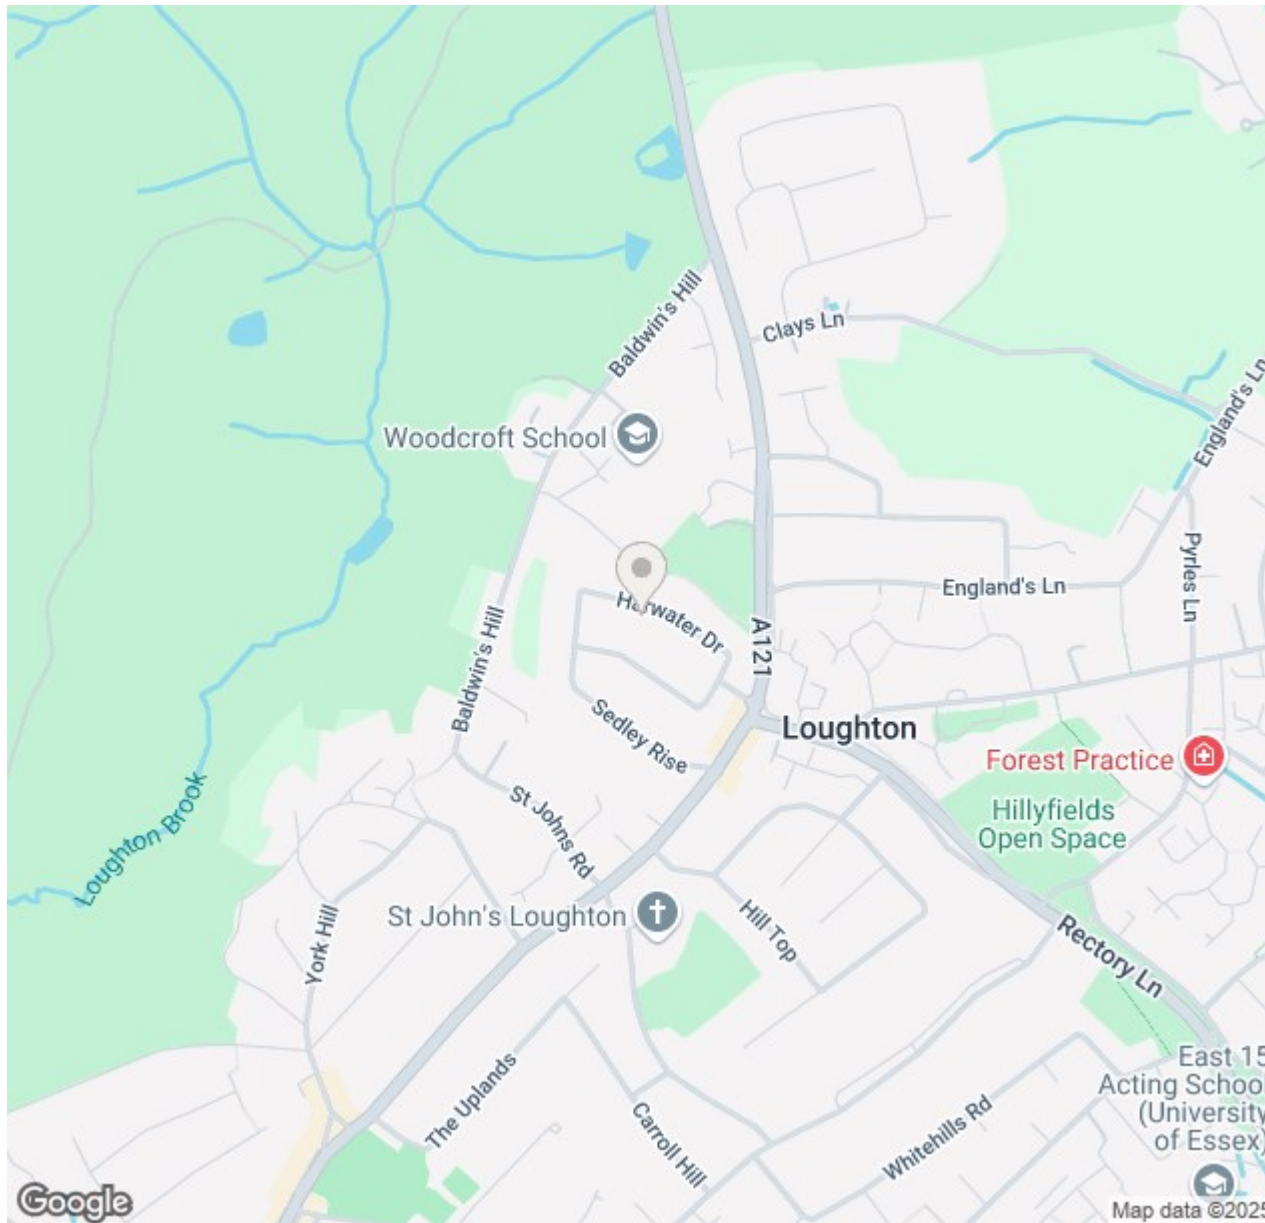 Baldwin's Hill
Clays Ln
England's Ln
Woodcroft School
Pyrles Ln
England's Ln
Harwater Dr
A121
Baldwin's Hill
Sedley Rise
Loughton
Forest Practice
Hillyfields
Open Space
Loughton Brook
St Johns Rd
St John's Loughton
Hill Top
York Hill
Rectory Ln
East 15
Acting School
(University
of Essex)
The Uplands
Carroll Hill
Whitehills Rd
Google
Map data ©2025